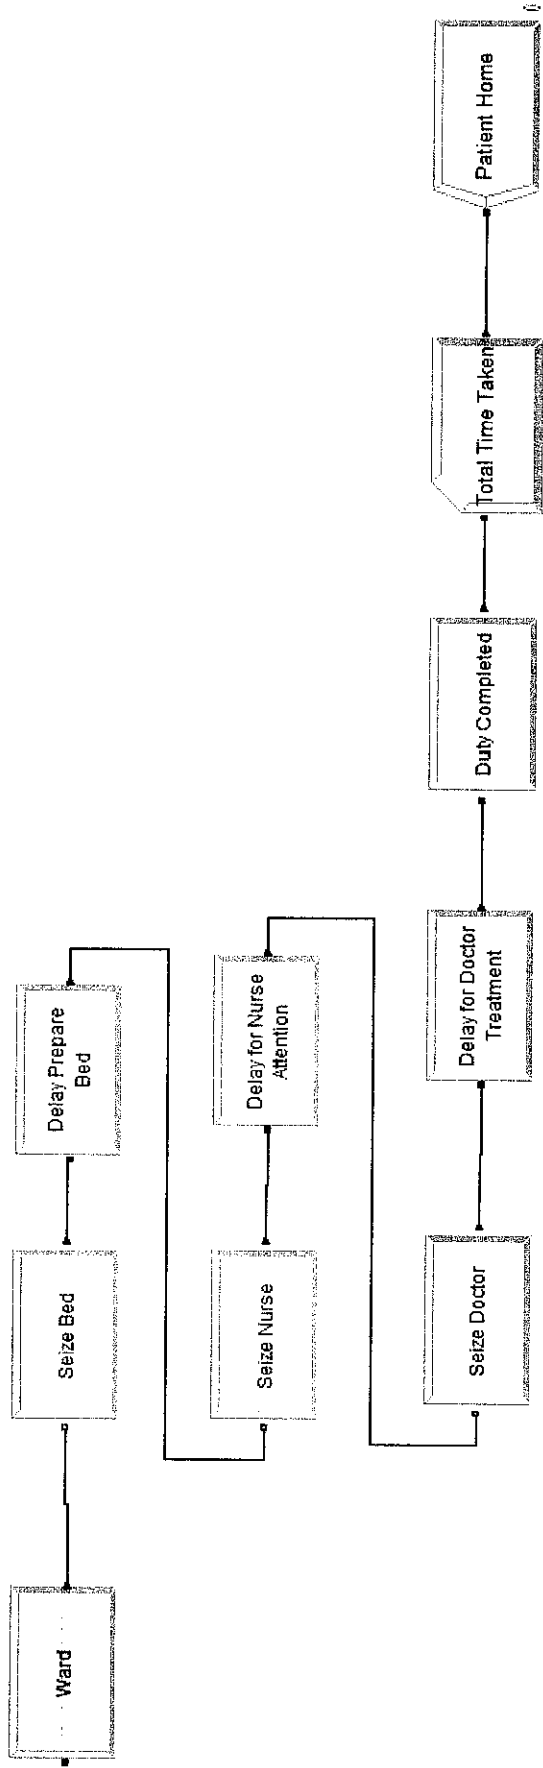 Ward
Seize Bed
Delay Prepare
Bed
Seize Nurse
Delay for Nurse
Attention
Seize Doctor
Delay for Doctor
Treatment
Duty Completed
Total Time Taken
Patient Home
0